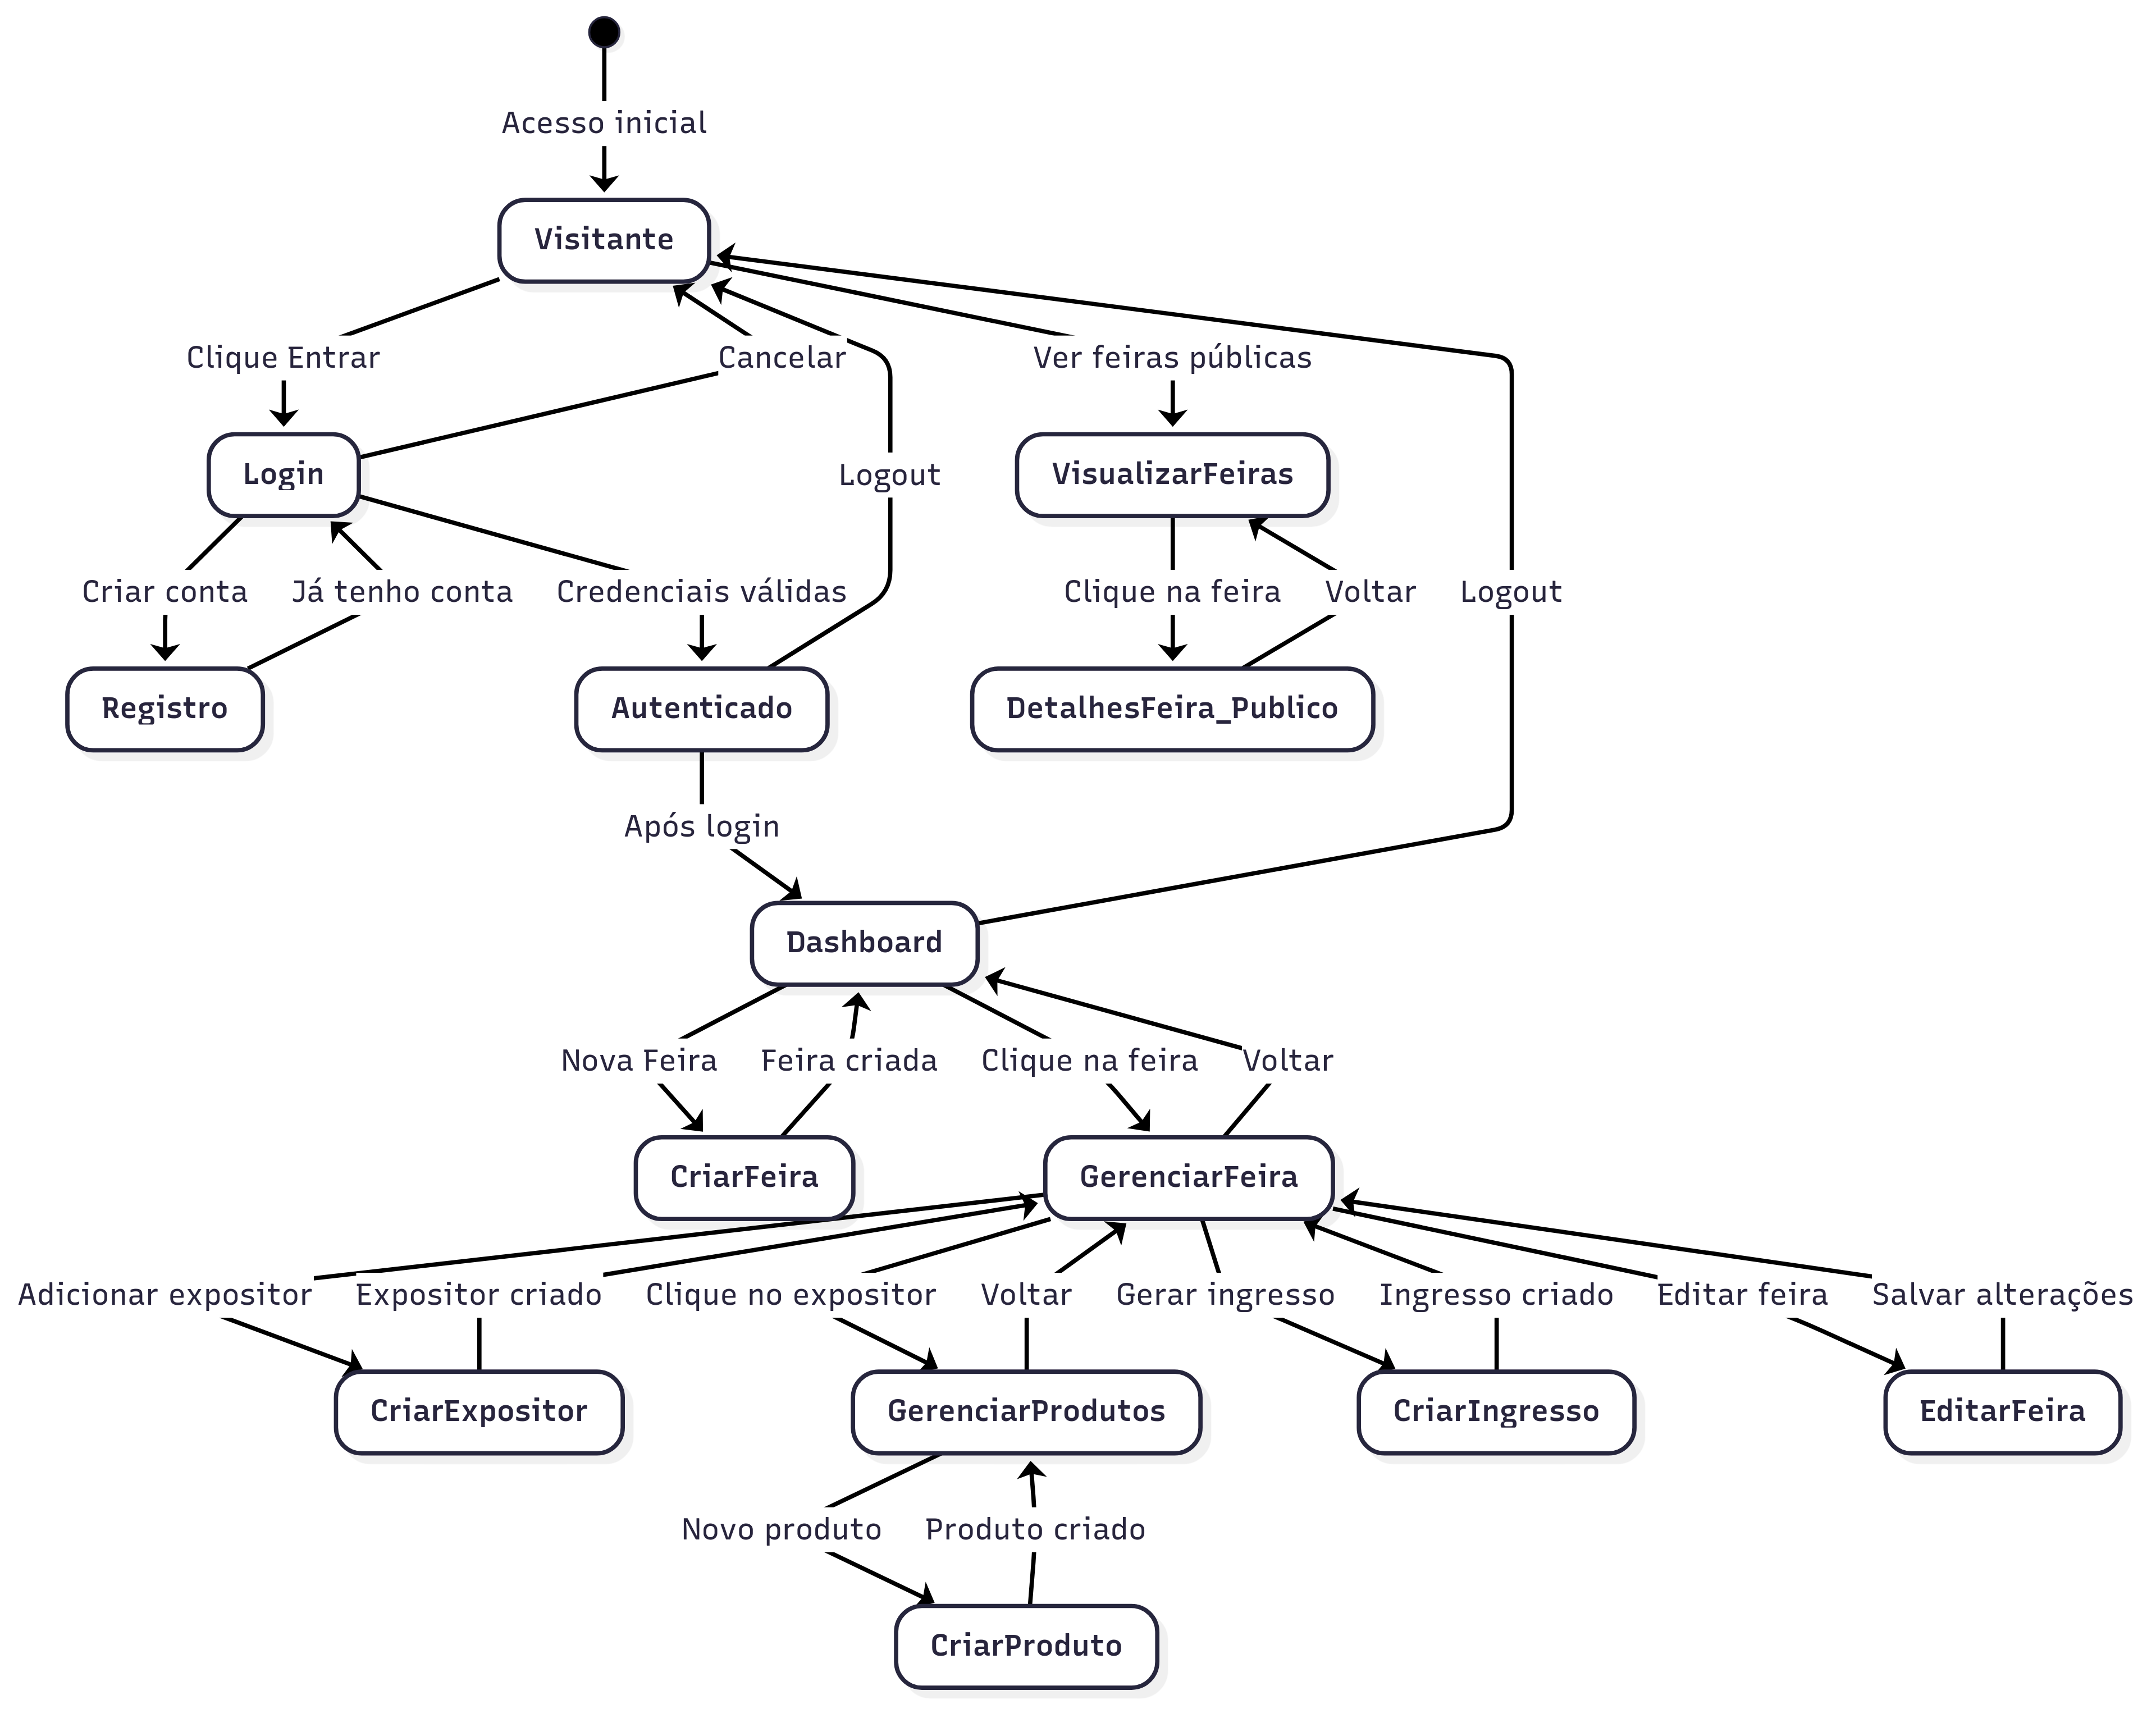 Acesso inicial
Visitante
Clique Entrar
Cancelar
Ver feiras públicas
Login
Logout
VisualizarFeiras
Criar conta
Já tenho conta
Credenciais válidas
Clique na feira
Voltar
Logout
Registro
Autenticado
DetalhesFeira_Publico
Após login
Dashboard
Nova Feira
Feira criada
Clique na feira
Voltar
CriarFeira
GerenciarFeira
Adicionar expositor
Expositor criado
Clique no expositor
Voltar
Gerar ingresso
Ingresso criado
Editar feira
Salvar alterações
CriarExpositor
GerenciarProdutos
CriarIngresso
EditarFeira
Novo produto
Produto criado
CriarProduto